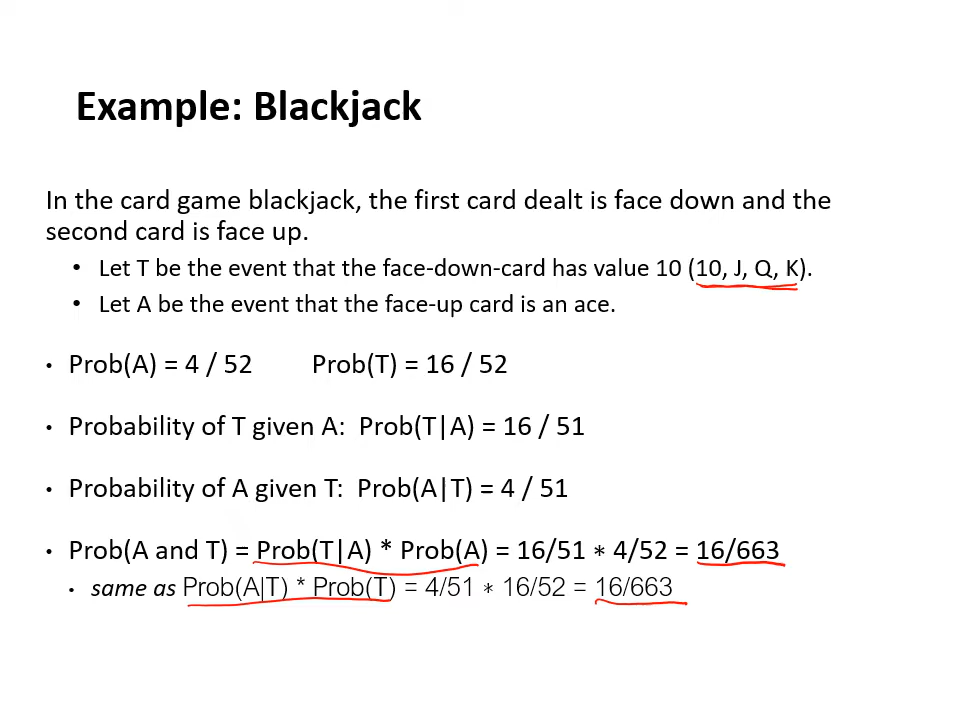 Example: Blackjack
In the card game blackjack, the first card dealt is face down and the
second card is face up.
• Let T be the event that the face-down-card has value 10 (10, J, Q, K).
• Let A be the event that the face-up card is an ace.
• Prob(A) = 4 / 52 Prob(T) = 16 / 52
• Probability of T given A: Prob(T|A) = 16 / 51
• Probability of A given T: Prob(A|T) = 4 / 51
• Prob(A and T) = Prob(T|A) * Prob(A) = 16/51 ∗ 4/52 = 16/663
• same as Prob(A|T) * Prob(T) = 4/51 ∗ 16/52 = 16/663